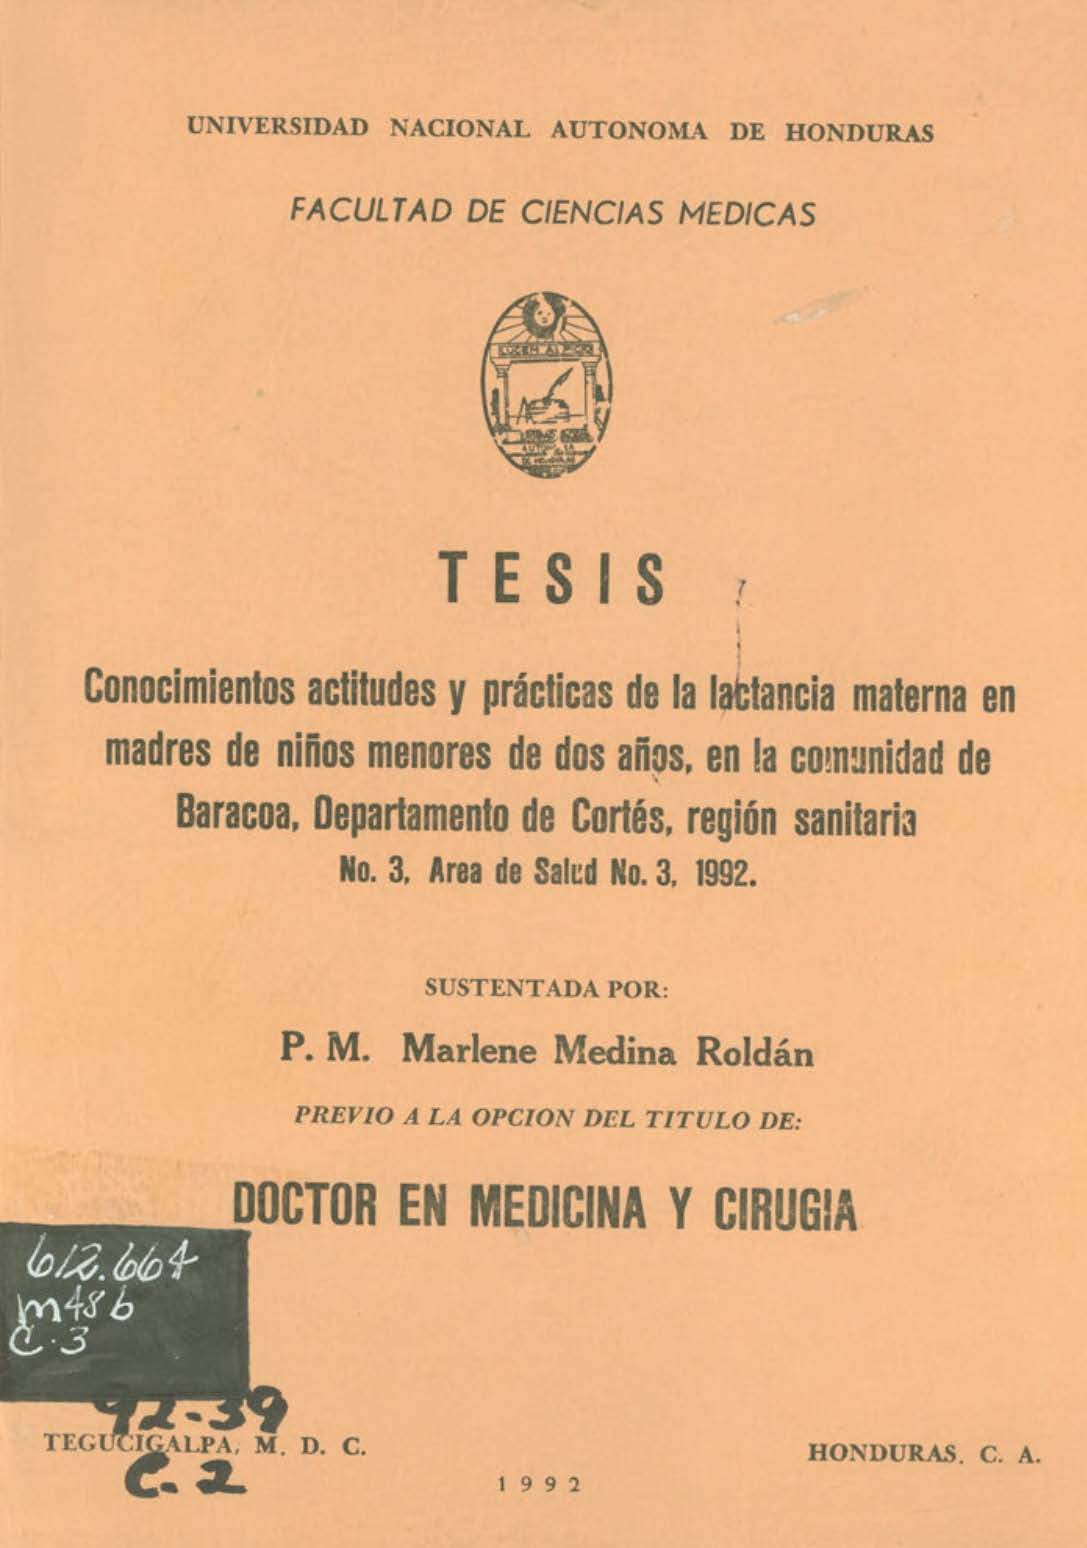 UNIVERSIDAD NACIONAL AUTONOMA DE HONDURAS
FACULTAD DE CIENCIAS MEDICAS
LUCEM
TESIS
Conocimientos actitudes y prácticas de la lactancia materna en
madres de niños menores de dos años, en la comunidad de
Baracoa, Departamento de Cortés, región sanitaria
No. 3, Area de Salud No. 3, 1992.
SUSTENTADA POR:
P. M. Marlene Medina Roldán
PREVIO A LA OPCION DEL TITULO DE:
DOCTOR EN MEDICINA Y CIRUGIA
612.664
M48b
C.3
92-39
TEGUCIGALPA, M. D. C.
HONDURAS, C. A.
C.2
1992